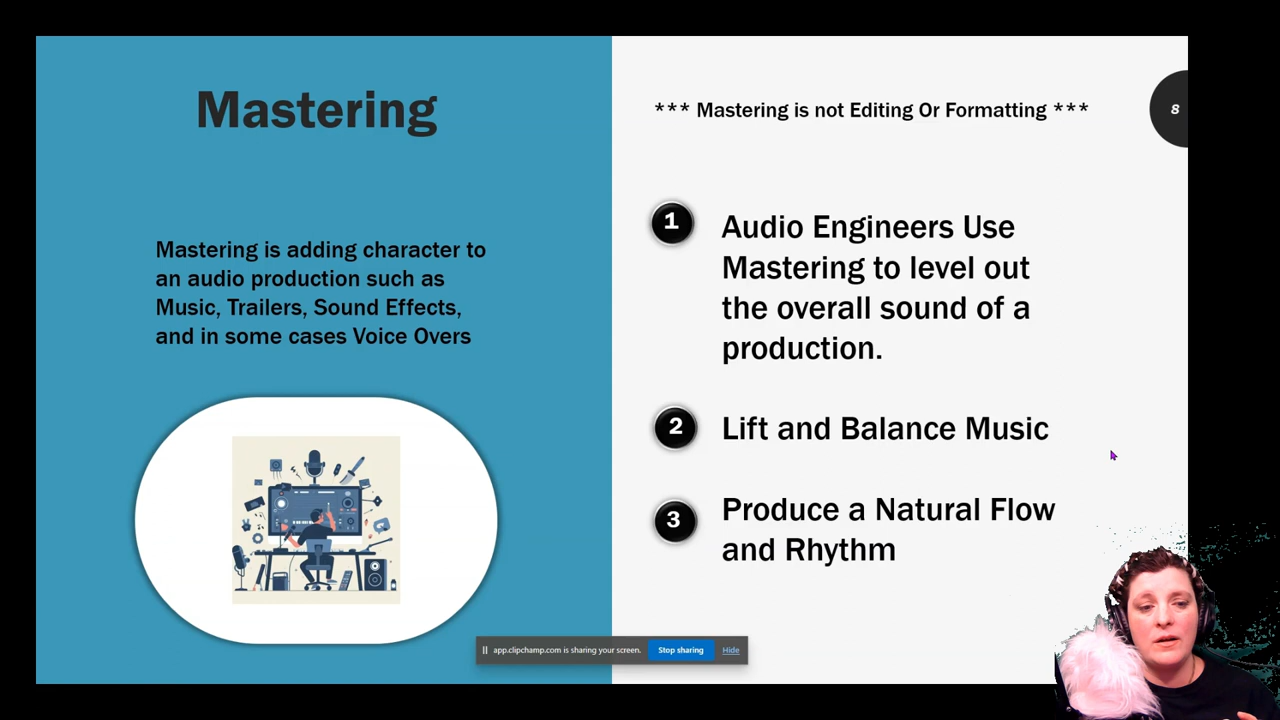 Mastering
Mastering is adding character to
an audio production such as
Music, Trailers, Sound Effects,
and in some cases Voice Overs
*** Mastering is not Editing Or Formatting ***
8
1
Audio Engineers Use
Mastering to level out
the overall sound of a
production.
2
Lift and Balance Music
3
Produce a Natural Flow
and Rhythm
app.clipchamp.com is sharing your screen.
Stop sharing
Hide